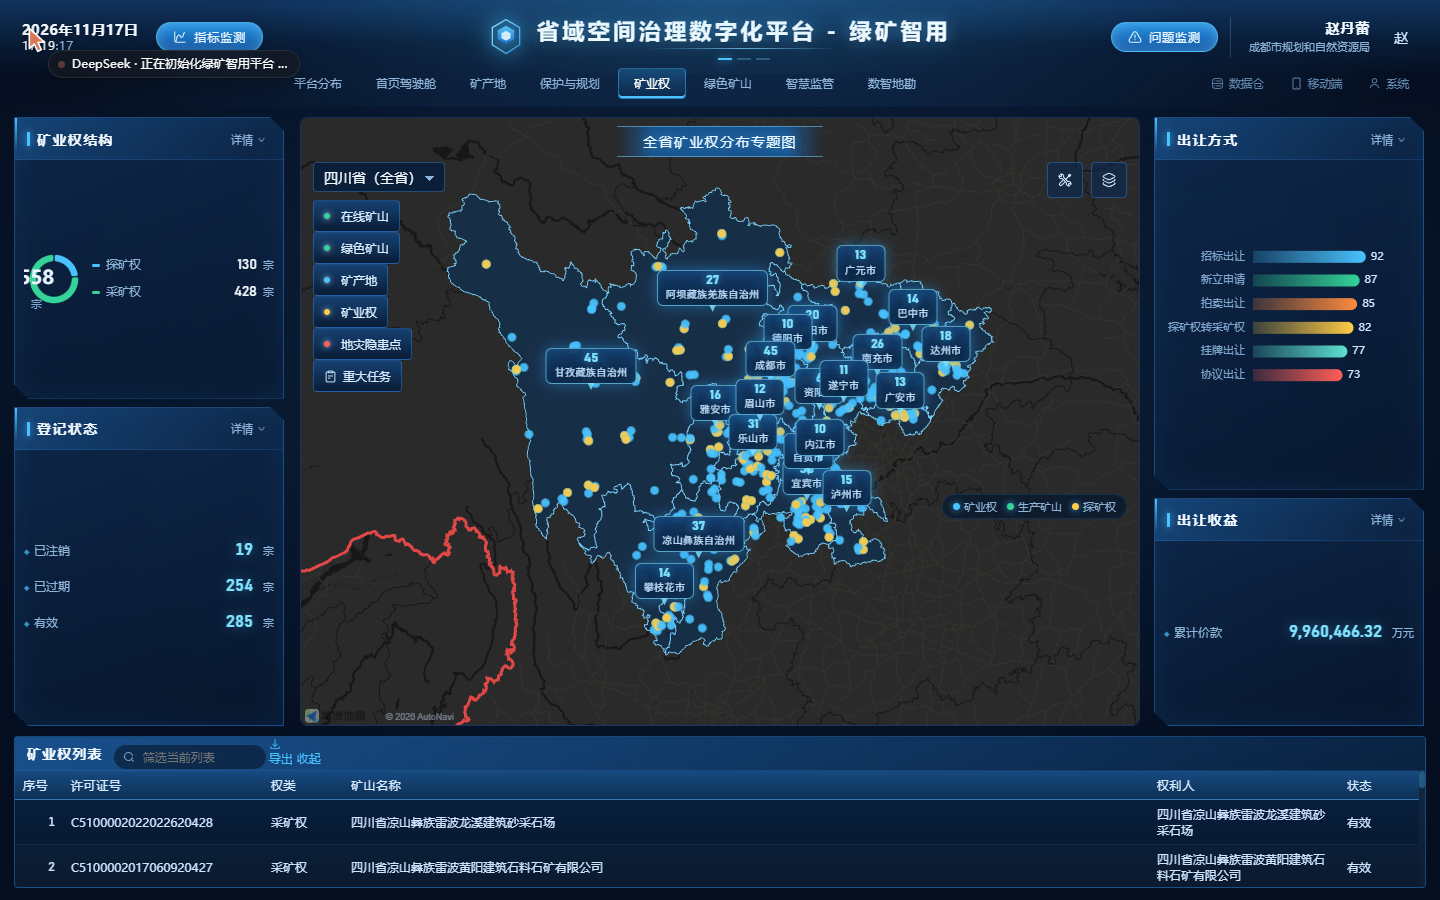 2026年11月17日
指标监测
省域空间治理数字化平台 - 绿矿智用
问题监测
赵丹蕾
成都市规划和自然资源局
赵
DeepSeek · 正在初始化绿矿智用平台 ...
平台分布
首页驾驶舱
矿产地
保护与规划
矿业权
绿色矿山
智慧监管
数智地勘
数据仓
移动端
系统
矿业权结构
详情
558
宗
探矿权 130 宗
采矿权 428 宗
登记状态
详情
已注销 19 宗
已过期 254 宗
有效 285 宗
全省矿业权分布专题图
四川省（全省）
在线矿山
绿色矿山
矿产地
矿业权
地灾隐患点
重大任务
13
广元市
27
阿坝藏族羌族自治州
14
巴中市
20
10
德阳市
18
达州市
26
南充市
45
成都市
45
甘孜藏族自治州
11
遂宁市
13
广安市
12
眉山市
16
雅安市
31
乐山市
10
内江市
自贡市
宜宾市
15
泸州市
37
凉山彝族自治州
14
攀枝花市
矿业权
生产矿山
探矿权
© 2026 AutoNavi
出让方式
详情
招标出让 92
新立申请 87
拍卖出让 85
探矿权转采矿权 82
挂牌出让 77
协议出让 73
出让收益
详情
累计价款 9,960,466.32 万元
矿业权列表
筛选当前列表
导出 收起
序号 许可证号 权类 矿山名称 权利人 状态
1 C5100002022022620428 采矿权 四川省凉山彝族雷波龙溪建筑砂采石场 四川省凉山彝族雷波龙溪建筑砂
采石场 有效
2 C5100002017060920427 采矿权 四川省凉山彝族雷波黄阳建筑石料石矿有限公司 四川省凉山彝族雷波黄阳建筑石
料石矿有限公司 有效